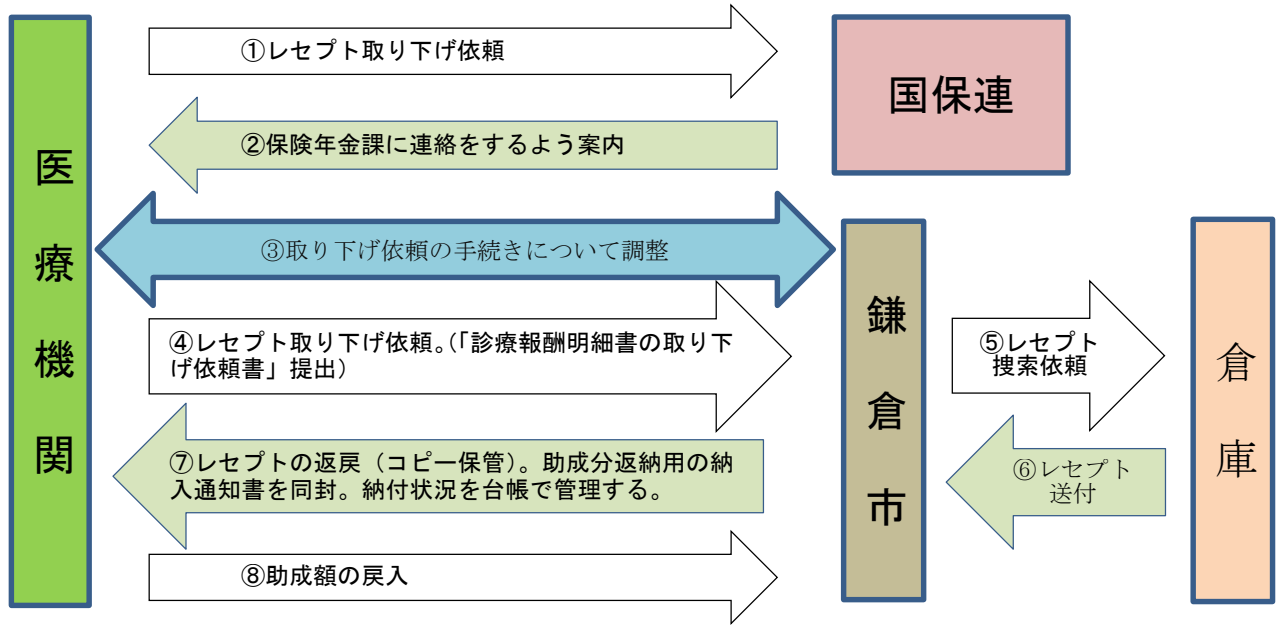 ①レセプト取り下げ依頼
国保連
②保険年金課に連絡をするよう案内
医療機関
③取り下げ依頼の手続きについて調整
鎌倉市
倉庫
④レセプト取り下げ依頼。(「診療報酬明細書の取り下
げ依頼書」提出）
⑤レセプト
捜索依頼
⑦レセプトの返戻（コピー保管）。助成分返納用の納
入通知書を同封。納付状況を台帳で管理する。
⑥レセプト
送付
⑧助成額の戻入